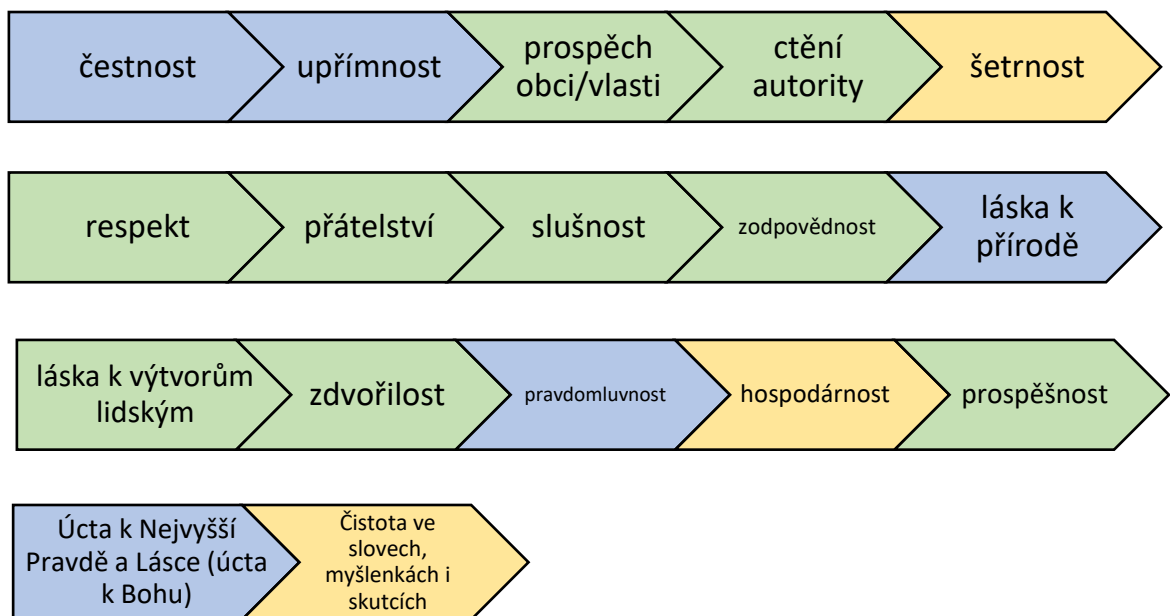 čestnost
upřímnost
prospěch
obci/vlasti
ctění
autority
šetrnost
respekt
přátelství
slušnost
zodpovědnost
láska k
přírodě
láska k výtvorům
lidským
zdvořilost
pravdomluvnost
hospodárnost
prospěšnost
Úcta k Nejvyšší
Pravdě a Lásce (úcta
k Bohu)
Čistota ve
slovech,
myšlenkách i
skutcích